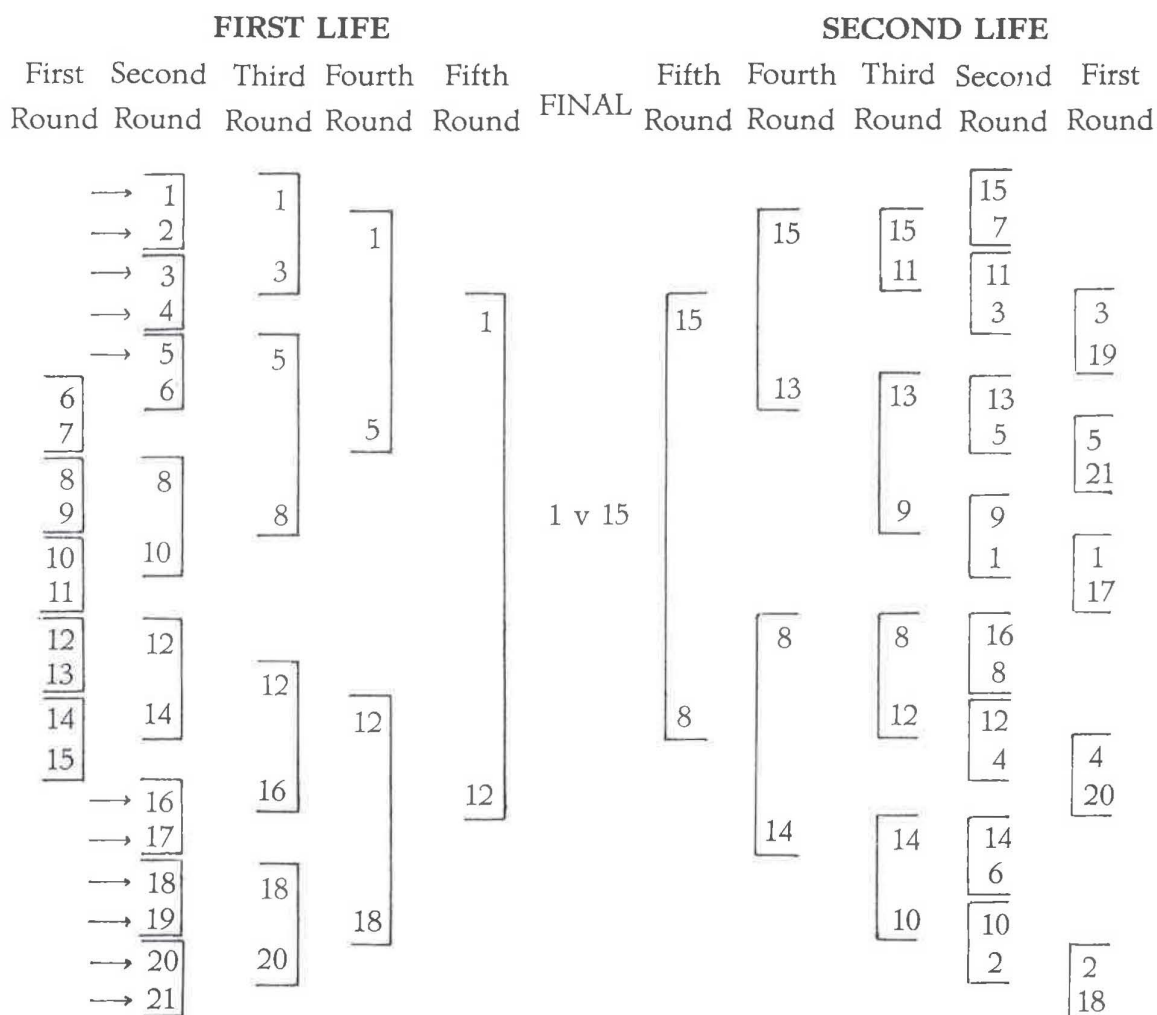 FIRST LIFE SECOND LIFE
First Second Third Fourth Fifth FINAL Fifth Fourth Third Second First
Round Round Round Round Round Round Round Round Round Round
→ 1 1 15
→ 2 1 15 15 7
→ 3 3 11 11
→ 4 1 15 3 3
→ 5 5 19
6 6 13 13 13
7 5 5 5
8 8 21
9 8 1 v 15 9 9
10 10 1 1
11 17
12 12 8 8 16
13 12 8
14 14 12 8 12 12
15 4 4
→ 16 16 12 20
→ 17 14 14 14
→ 18 18 6
→ 19 18 10 10
→ 20 20 2 2
→ 21 18